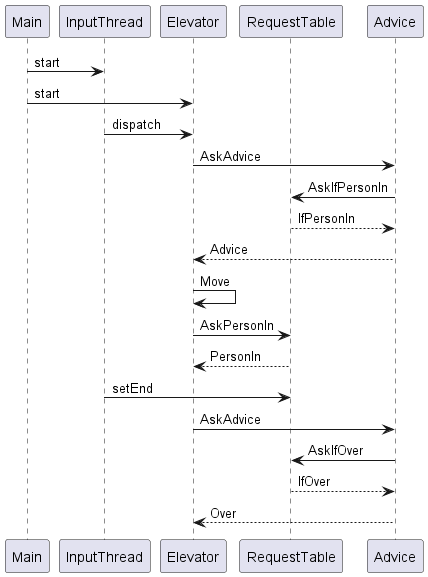 Main InputThread Elevator RequestTable Advice
start
start
dispatch
AskAdvice
AskIfPersonIn
IfPersonIn
Advice
Move
AskPersonIn
PersonIn
setEnd
AskAdvice
AskIfOver
IfOver
Over
Main InputThread Elevator RequestTable Advice